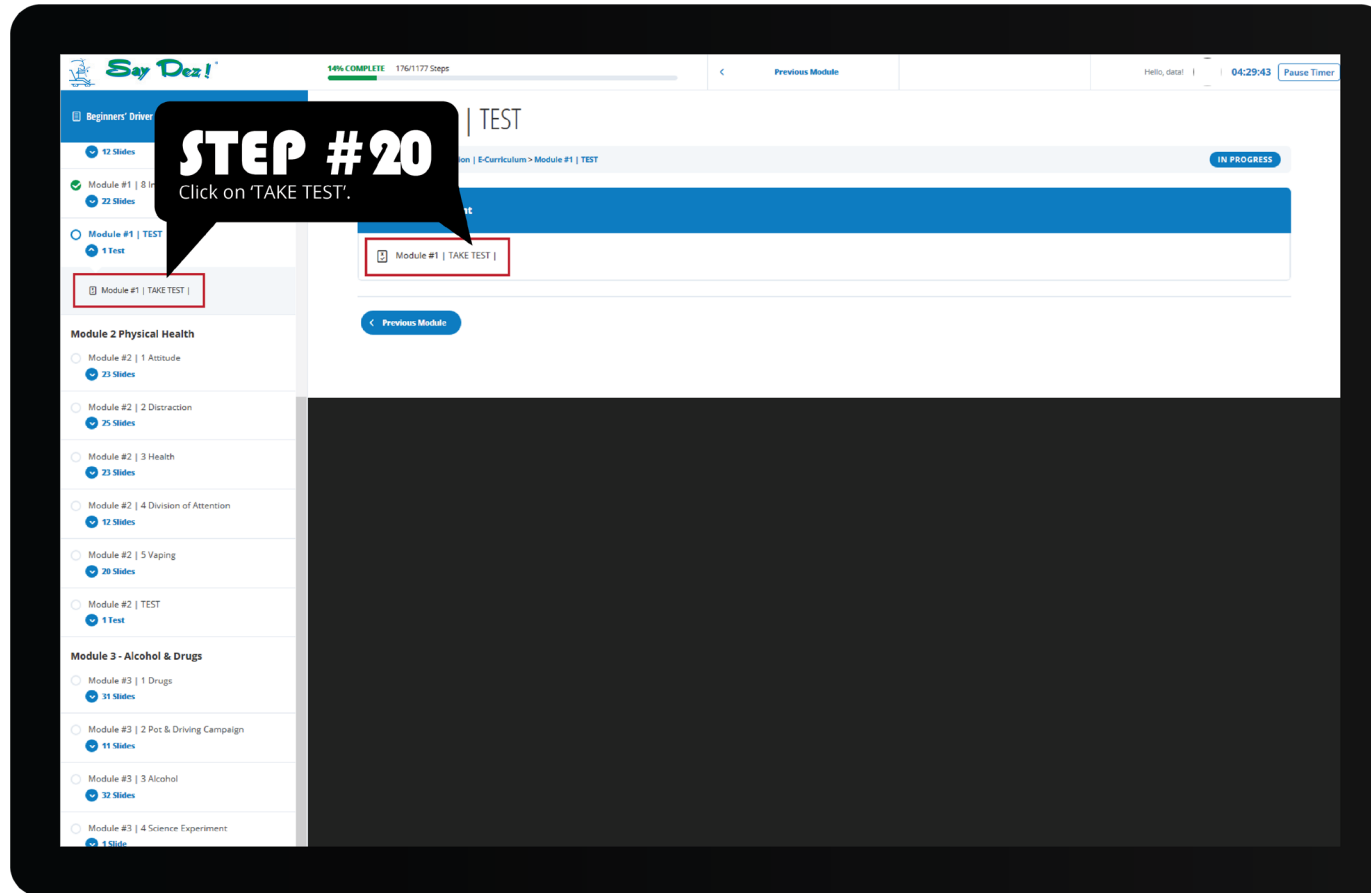 Say Dez!
14% COMPLETE 176/1177 Steps
Previous Module
Hello, data!
04:29:43
Pause Timer
Beginners' Driver
12 Slides
Module #1 | 8
22 Slides
Module #1 | TEST
1 Test
Module #1 | TAKE TEST |
Module 2 Physical Health
Module #2 | 1 Attitude
23 Slides
Module #2 | 2 Distraction
25 Slides
Module #2 | 3 Health
23 Slides
Module #2 | 4 Division of Attention
12 Slides
Module #2 | 5 Vaping
20 Slides
Module #2 | TEST
1 Test
Module 3 - Alcohol & Drugs
Module #3 | 1 Drugs
31 Slides
Module #3 | 2 Pot & Driving Campaign
11 Slides
Module #3 | 3 Alcohol
32 Slides
Module #3 | 4 Science Experiment
1 Slide
STEP #20
Click on 'TAKE TEST'.
| TEST
| E-Curriculum > Module #1 | TEST
IN PROGRESS
Module #1 | TAKE TEST |
Previous Module